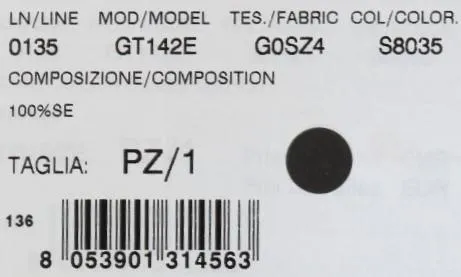 LN/LINE MOD/MODEL TES./FABRIC COL/COLOR.
0135 GT142E G0SZ4 S8035
COMPOSIZIONE/COMPOSITION
100%SE
TAGLIA: PZ/1
136
8 053901 314563